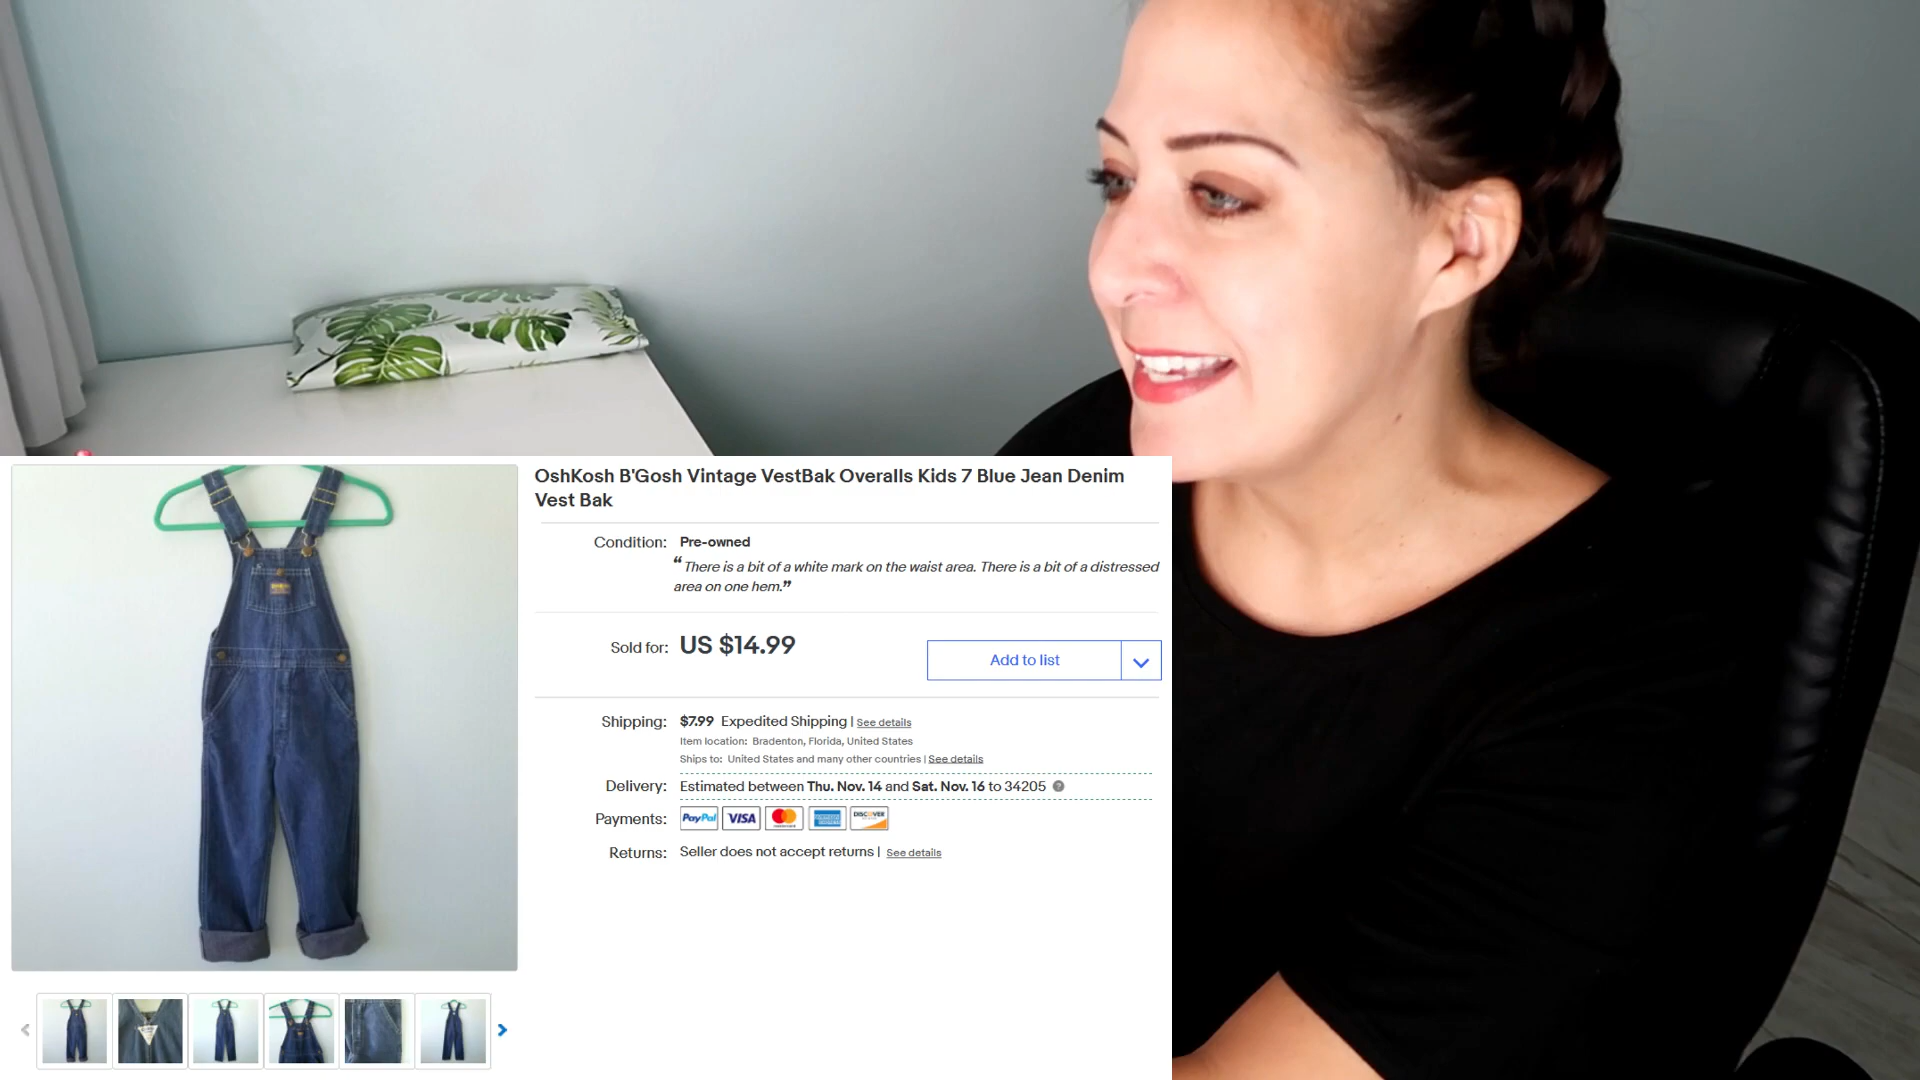 OshKosh B'Gosh Vintage VestBak Overalls Kids 7 Blue Jean Denim
Vest Bak
Condition: Pre-owned
“ There is a bit of a white mark on the waist area. There is a bit of a distressed
area on one hem.”
Sold for: US $14.99
Add to list
Shipping: $7.99 Expedited Shipping | See details
Item location: Bradenton, Florida, United States
Ships to: United States and many other countries | See details
Delivery: Estimated between Thu. Nov. 14 and Sat. Nov. 16 to 34205 ?
Payments: PayPal VISA DISCOVER
Returns: Seller does not accept returns | See details